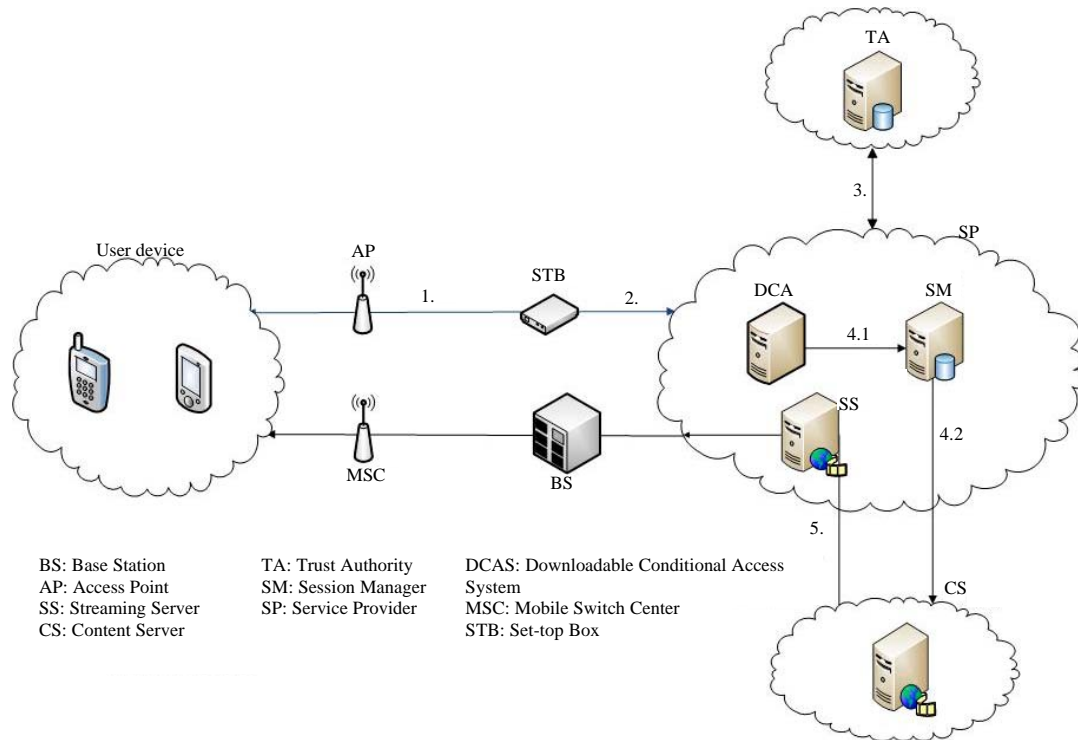 TA
3.
SP
User device
AP
1.
STB
2.
DCA
SM
4.1
SS
4.2
MSC
BS
5.
CS
BS: Base Station
AP: Access Point
SS: Streaming Server
CS: Content Server
TA: Trust Authority
SM: Session Manager
SP: Service Provider
DCAS: Downloadable Conditional Access
System
MSC: Mobile Switch Center
STB: Set-top Box